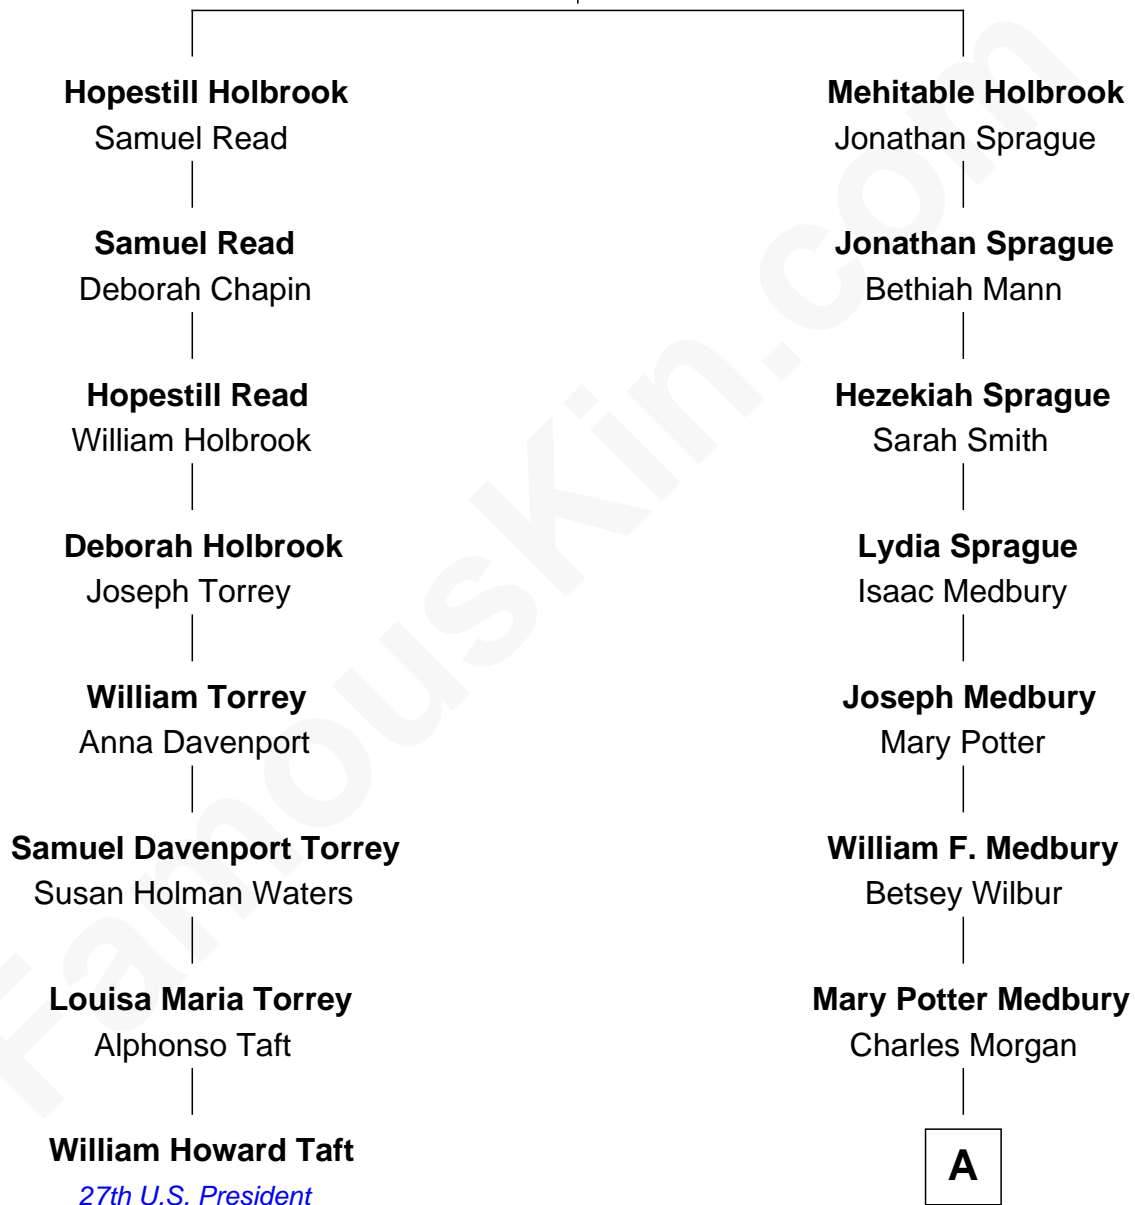 Hopestill Holbrook
Samuel Read
Samuel Read
Deborah Chapin
Hopestill Read
William Holbrook
Deborah Holbrook
Joseph Torrey
William Torrey
Anna Davenport
Samuel Davenport Torrey
Susan Holman Waters
Louisa Maria Torrey
Alphonso Taft
William Howard Taft
27th U.S. President
Mehitable Holbrook
Jonathan Sprague
Jonathan Sprague
Bethiah Mann
Hezekiah Sprague
Sarah Smith
Lydia Sprague
Isaac Medbury
Joseph Medbury
Mary Potter
William F. Medbury
Betsey Wilbur
Mary Potter Medbury
Charles Morgan
A
FamousKin.com